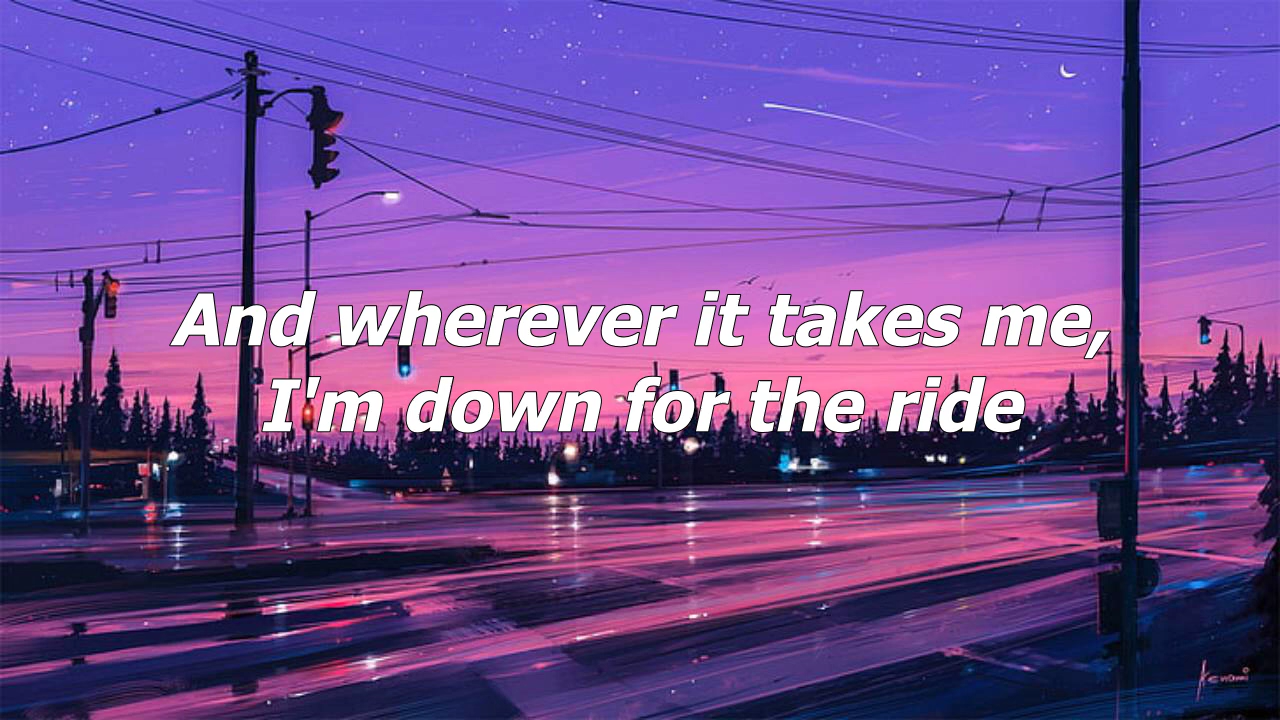 And wherever it takes me,
I'm down for the ride